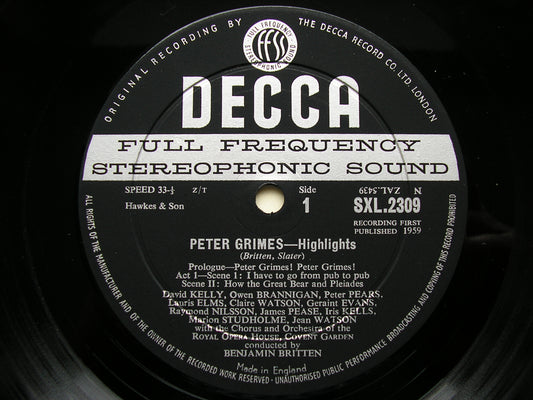 ORIGINAL RECORDING BY THE DECCA RECORD CO. LTD. LONDON
FULL FREQUENCY
ffss
STEREOPHONIC SOUND
DECCA
FULL FREQUENCY
STEREOPHONIC SOUND
SPEED 33-⅓ Z/T Side N ZAL.5439
Hawkes & Son 1 SXL.2309
RECORDING FIRST
PUBLISHED 1959
PETER GRIMES—Highlights
(Britten, Slater)
Prologue—Peter Grimes! Peter Grimes!
Act 1—Scene 1: I have to go from pub to pub
Scene II: How the Great Bear and Pleiades
David KELLY, Owen BRANNIGAN, Peter PEARS,
Lauris ELMS, Claire WATSON, Geraint EVANS,
Raymond NILSSON, James PEASE, Iris KELLS,
Marion STUDHOLME, Jean WATSON
with the Chorus and Orchestra of the
ROYAL OPERA HOUSE, COVENT GARDEN
conducted by
BENJAMIN BRITTEN
Made in England
ALL RIGHTS OF THE MANUFACTURER AND OF THE OWNER OF THE RECORDED WORK RESERVED - UNAUTHORISED PUBLIC PERFORMANCE BROADCASTING AND COPYING OF THIS RECORD PROHIBITED